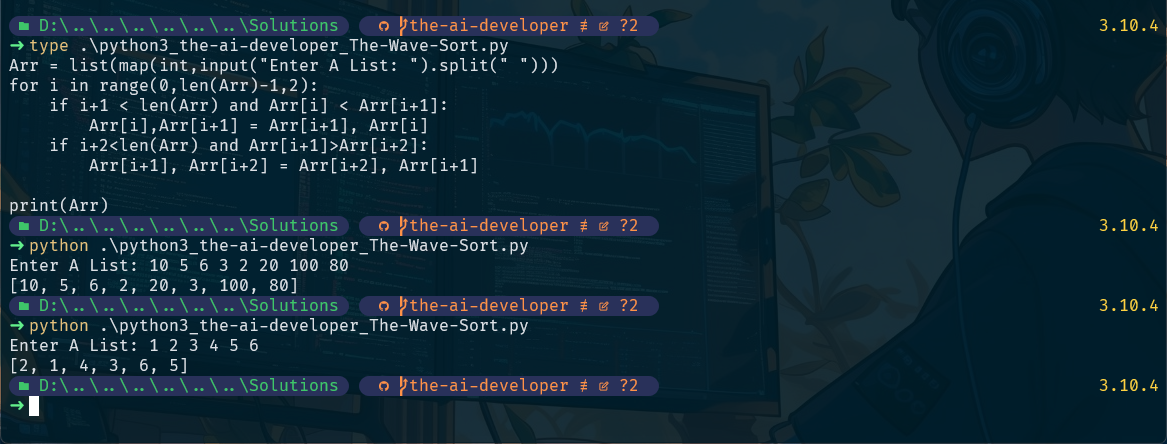 D:\..\..\..\..\..\..\Solutions the-ai-developer ≢ ?2 3.10.4
➜ type .\python3_the-ai-developer_The-Wave-Sort.py
Arr = list(map(int,input("Enter A List: ").split(" ")))
for i in range(0,len(Arr)-1,2):
    if i+1 < len(Arr) and Arr[i] < Arr[i+1]:
        Arr[i],Arr[i+1] = Arr[i+1], Arr[i]
    if i+2<len(Arr) and Arr[i+1]>Arr[i+2]:
        Arr[i+1], Arr[i+2] = Arr[i+2], Arr[i+1]
print(Arr)
D:\..\..\..\..\..\..\Solutions the-ai-developer ≢ ?2 3.10.4
➜ python .\python3_the-ai-developer_The-Wave-Sort.py
Enter A List: 10 5 6 3 2 20 100 80
[10, 5, 6, 2, 20, 3, 100, 80]
D:\..\..\..\..\..\..\Solutions the-ai-developer ≢ ?2 3.10.4
➜ python .\python3_the-ai-developer_The-Wave-Sort.py
Enter A List: 1 2 3 4 5 6
[2, 1, 4, 3, 6, 5]
D:\..\..\..\..\..\..\Solutions the-ai-developer ≢ ?2 3.10.4
➜